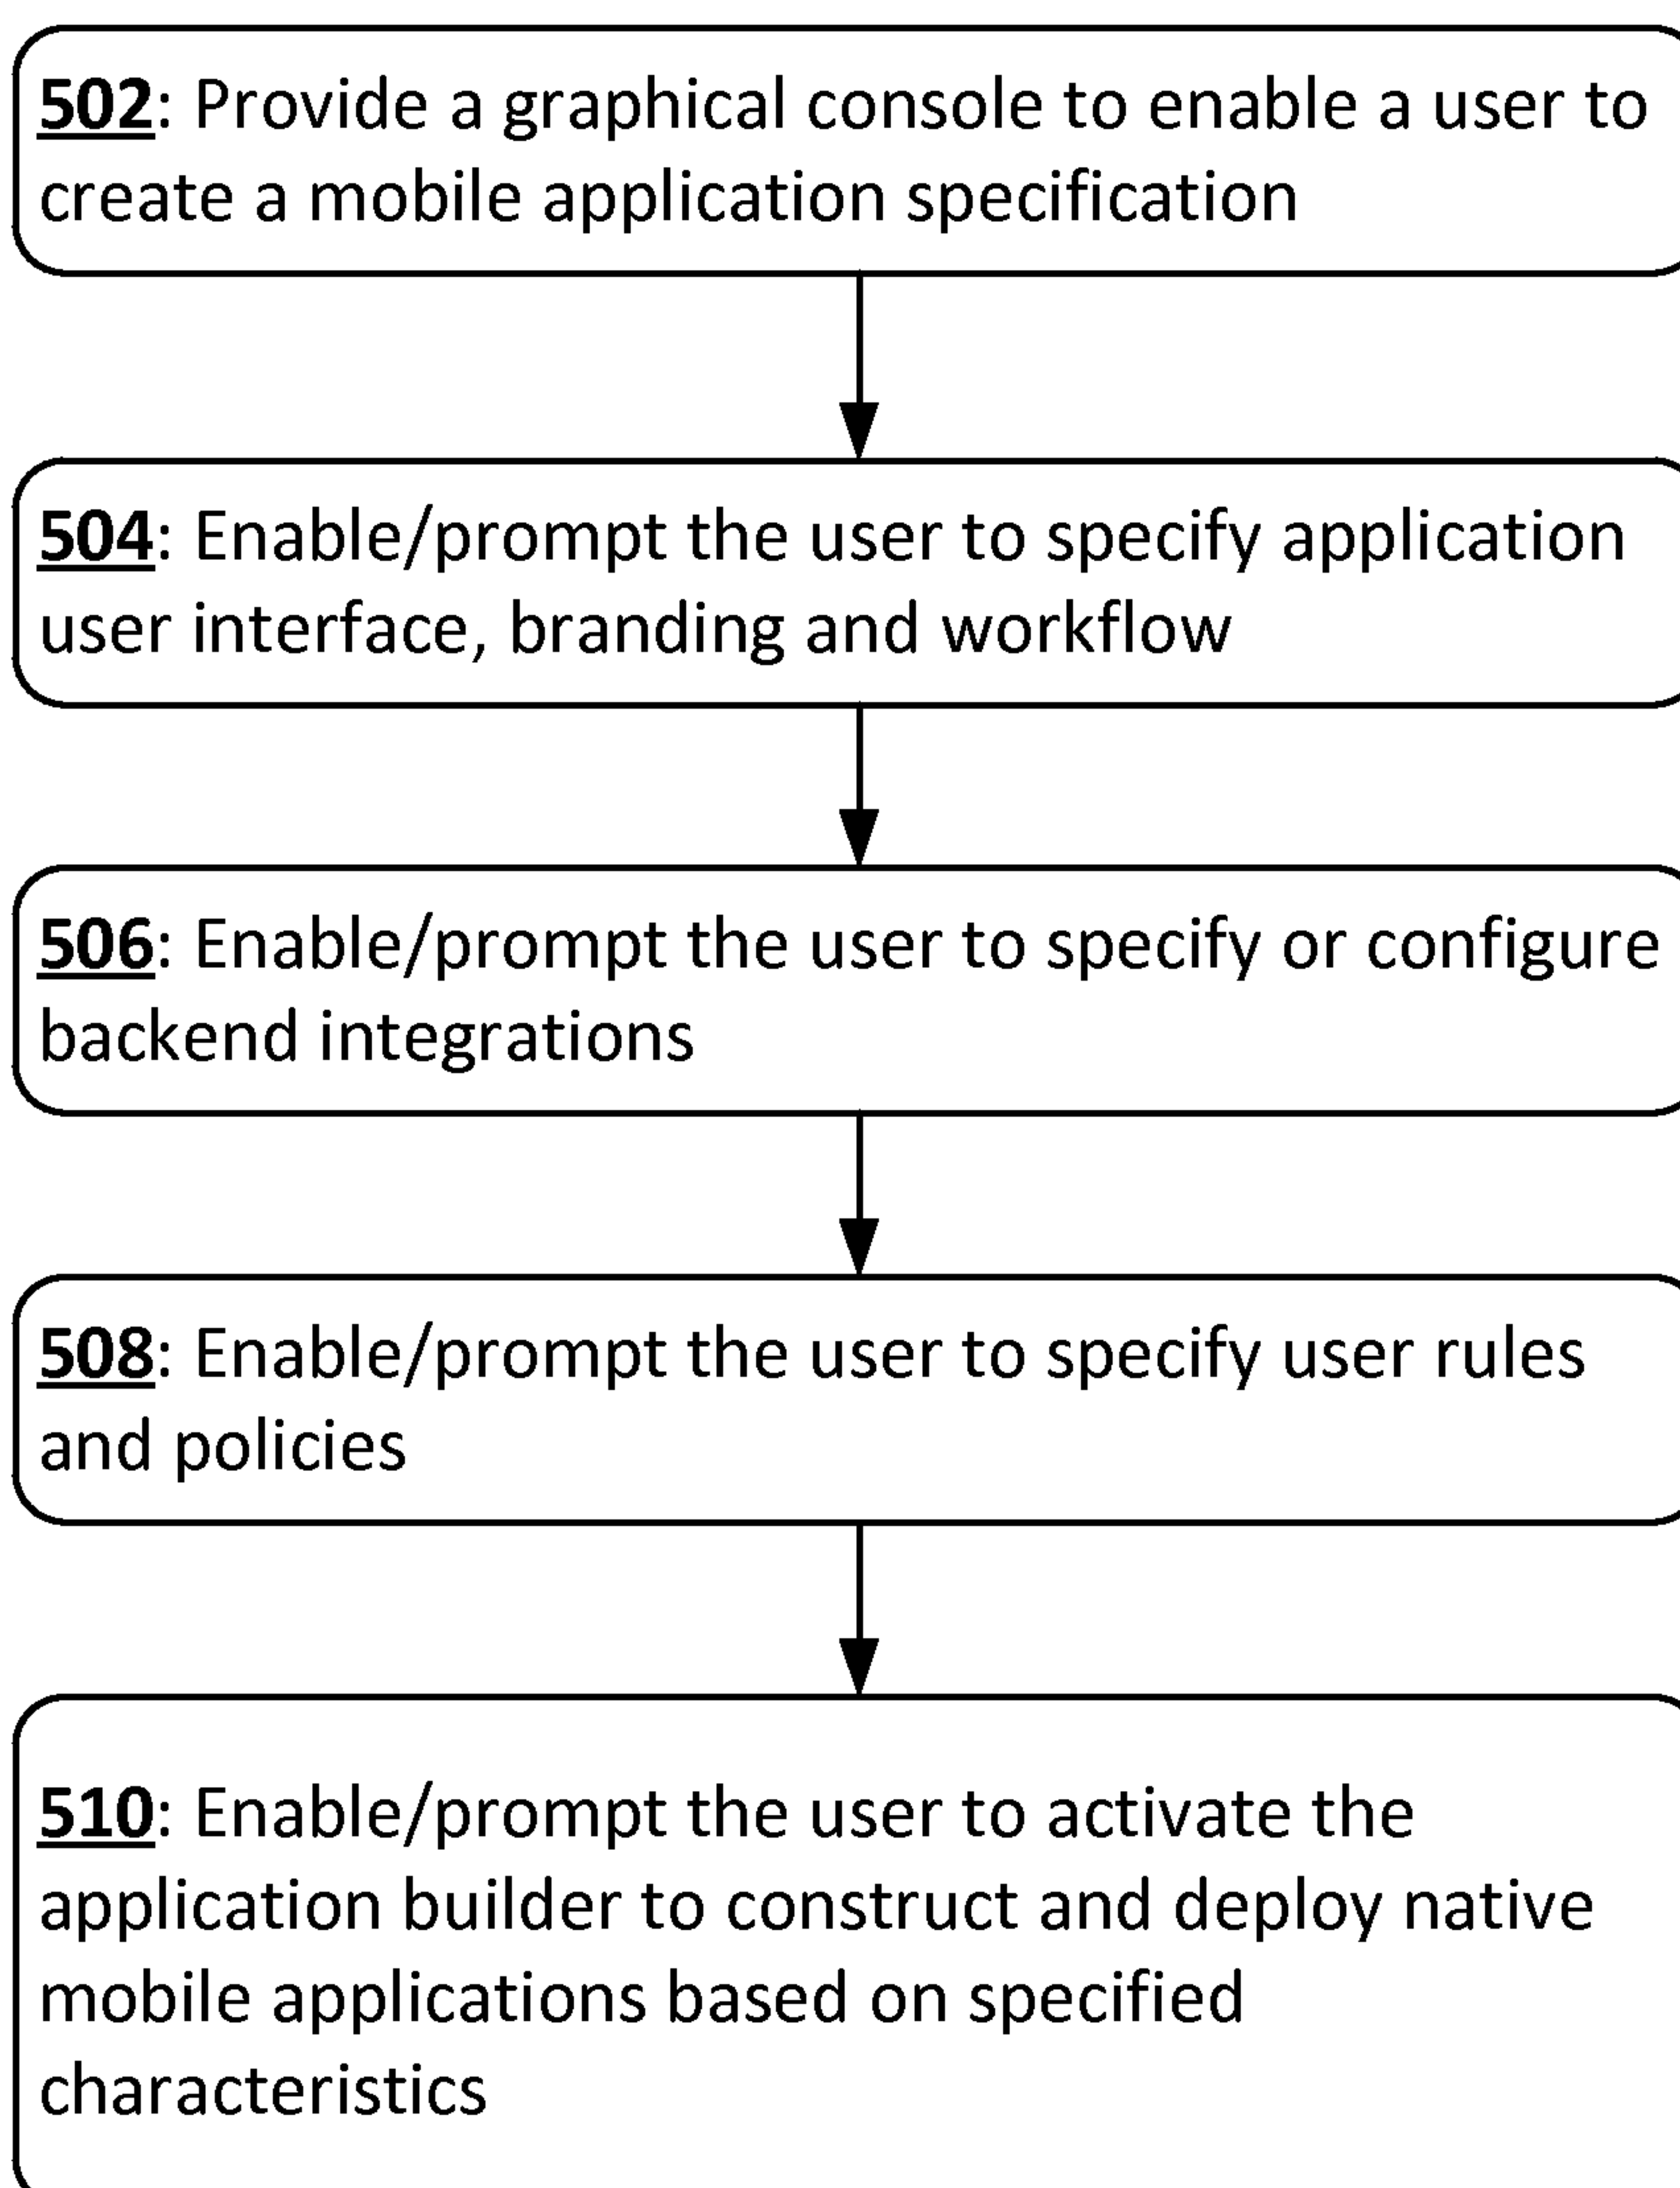 502: Provide a graphical console to enable a user to
create a mobile application specification
504: Enable/prompt the user to specify application
user interface, branding and workflow
506: Enable/prompt the user to specify or configure
backend integrations
508: Enable/prompt the user to specify user rules
and policies
510: Enable/prompt the user to activate the
application builder to construct and deploy native
mobile applications based on specified
characteristics